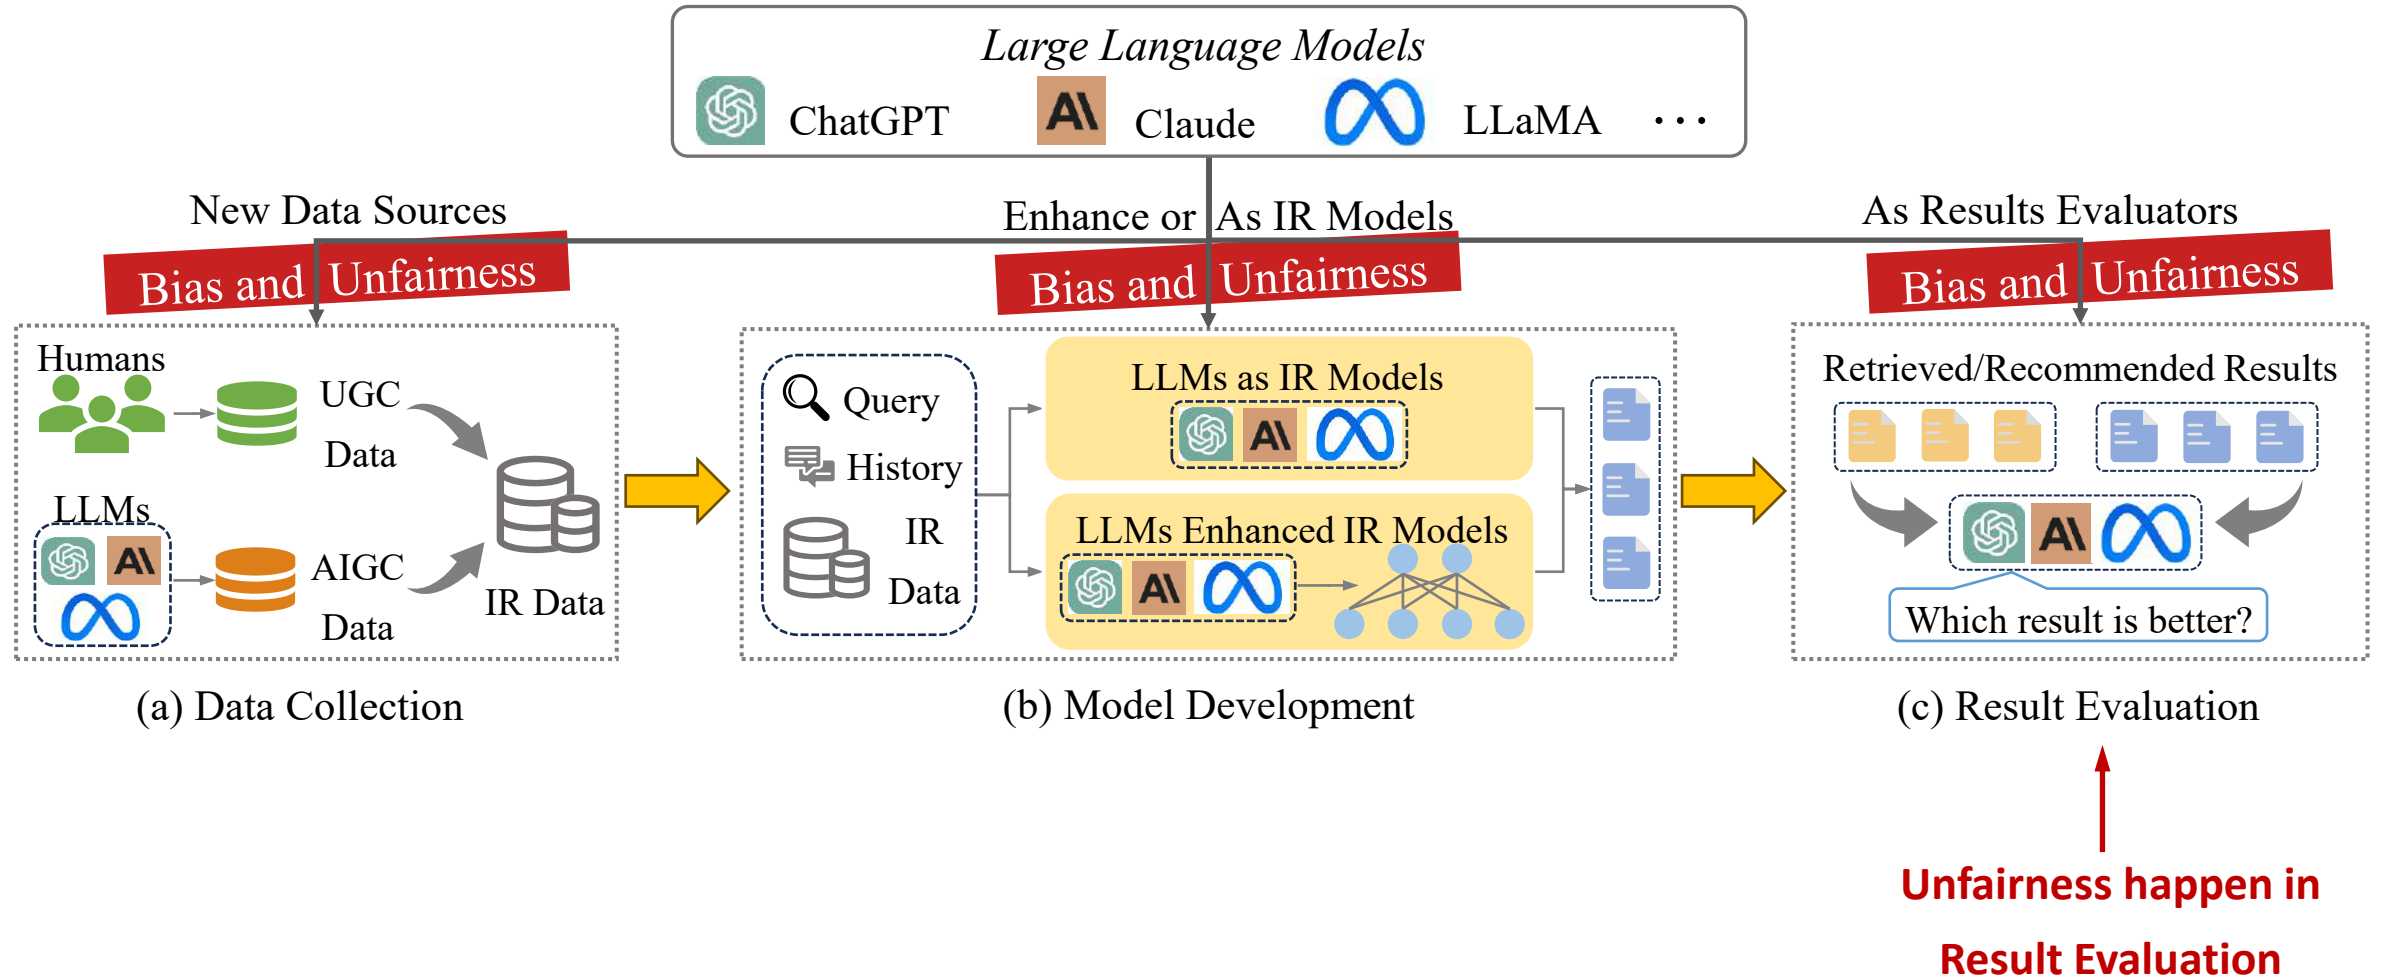 Large Language Models
ChatGPT
Claude
LLaMA
...
New Data Sources
Enhance or As IR Models
As Results Evaluators
Bias and Unfairness
Bias and Unfairness
Bias and Unfairness
Humans
UGC
Data
LLMs
AIGC
Data
IR Data
(a) Data Collection
Query
History
IR
Data
LLMs as IR Models
LLMs Enhanced IR Models
(b) Model Development
Retrieved/Recommended Results
Which result is better?
(c) Result Evaluation
Unfairness happen in
Result Evaluation